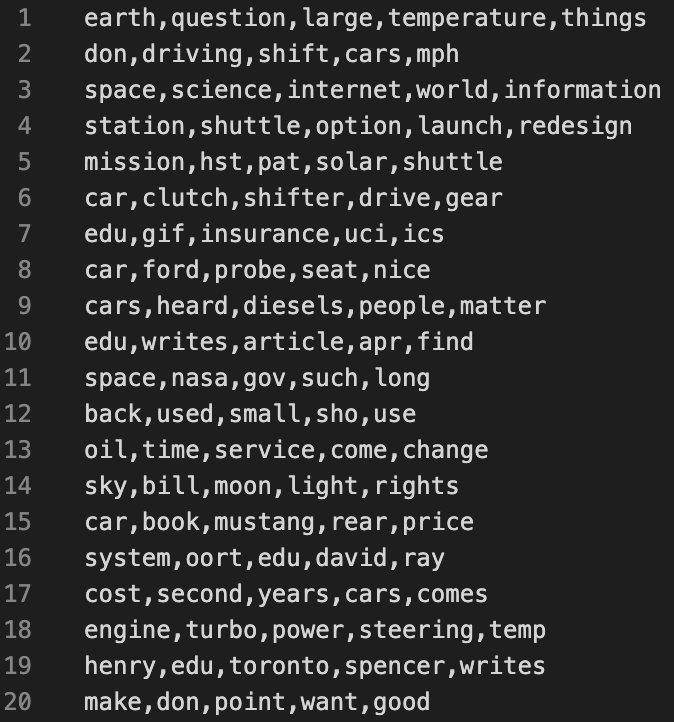 1 earth,question,large,temperature,things
2 don,driving,shift,cars,mph
3 space,science,internet,world,information
4 station,shuttle,option,launch,redesign
5 mission,hst,pat,solar,shuttle
6 car,clutch,shifter,drive,gear
7 edu,gif,insurance,uci,ics
8 car,ford,probe,seat,nice
9 cars,heard,diesels,people,matter
10 edu,writes,article,apr,find
11 space,nasa,gov,such,long
12 back,used,small,sho,use
13 oil,time,service,come,change
14 sky,bill,moon,light,rights
15 car,book,mustang,rear,price
16 system,oort,edu,david,ray
17 cost,second,years,cars,comes
18 engine,turbo,power,steering,temp
19 henry,edu,toronto,spencer,writes
20 make,don,point,want,good